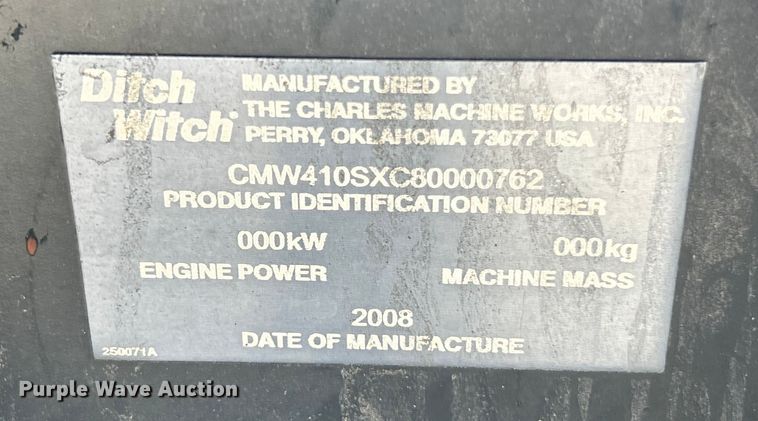 Ditch Witch
MANUFACTURED BY
THE CHARLES MACHINE WORKS, INC.
PERRY, OKLAHOMA 73077 USA
CMW410SXC80000762
PRODUCT IDENTIFICATION NUMBER
000kW 000kg
ENGINE POWER MACHINE MASS
2008
DATE OF MANUFACTURE
250071A
Purple Wave Auction